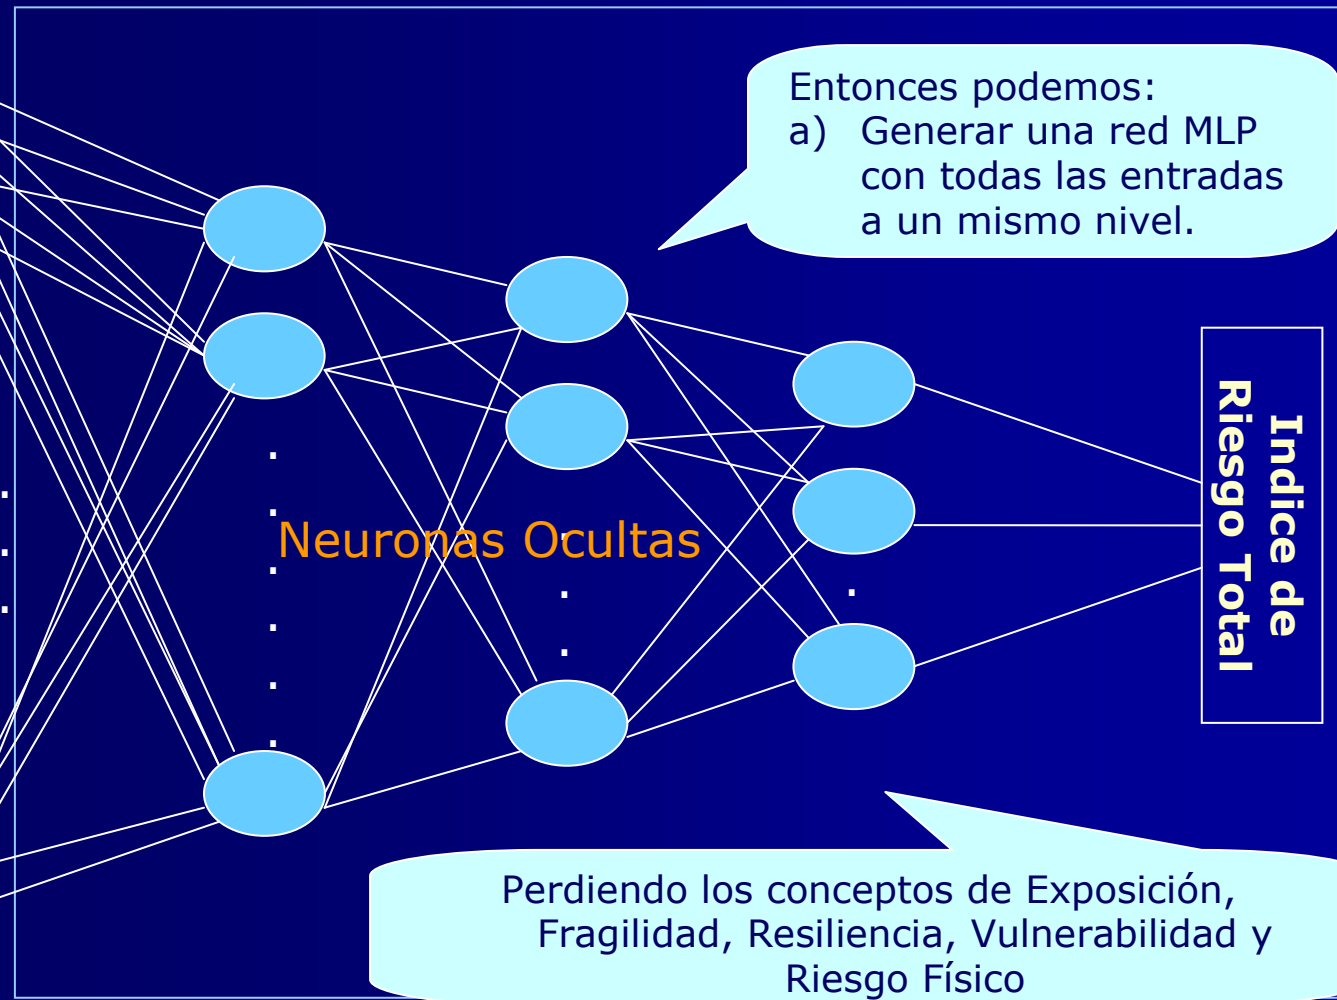 Entonces podemos:
a) Generar una red MLP
con todas las entradas
a un mismo nivel.
Neuronas Ocultas
Indice de
Riesgo Total
Perdiendo los conceptos de Exposición,
Fragilidad, Resiliencia, Vulnerabilidad y
Riesgo Físico